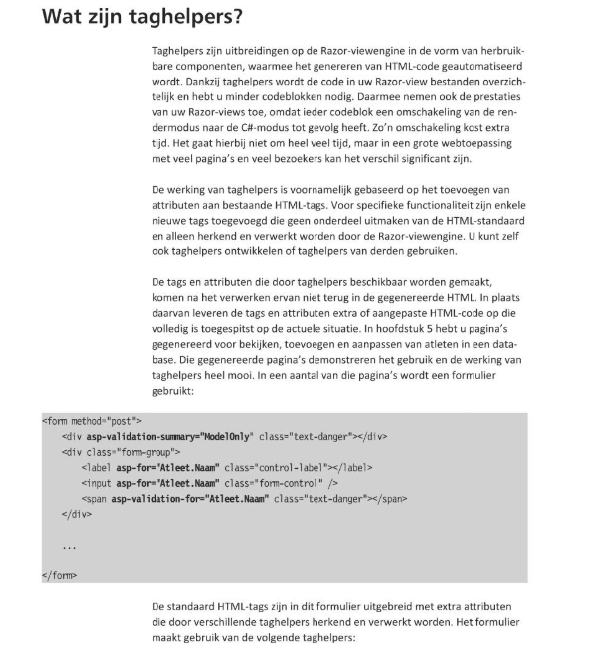 Wat zijn taghelpers?
Taghelpers zijn uitbreidingen op de Razor-viewengine in de vorm van herbruik-
bare componenten, waarmee het genereren van HTML-code geautomatiseerd
wordt. Dankzij taghelpers wordt de code in uw Razor-view bestanden overzich-
telijk en hebt u minder codeblokken nodig. Daarmee nemen ook de prestaties
van uw Razor-views toe, omdat ieder codeblok een omschakeling van de ren-
dermodus naar de C#-modus tot gevolg heeft. Zo'n omschakeling kost extra
tijd. Het gaat hierbij niet om heel veel tijd, maar in een grote webtoepassing
met veel pagina's en veel bezoekers kan het verschil significant zijn.
De werking van taghelpers is voornamelijk gebaseerd op het toevoegen van
attributen aan bestaande HTML-tags. Voor specifieke functionaliteit zijn enkele
nieuwe tags toegevoegd die geen onderdeel uitmaken van de HTML-standaard
en alleen herkend en verwerkt worden door de Razor-viewengine. U kunt zelf
ook taghelpers ontwikkelen of taghelpers van derden gebruiken.
De tags en attributen die door taghelpers beschikbaar worden gemaakt,
komen na het verwerken ervan niet terug in de gegenereerde HTML. In plaats
daarvan leveren de tags en attributen extra of aangepaste HTML-code op die
volledig is toegespitst op de actuele situatie. In hoofdstuk 5 hebt u pagina's
gegenereerd voor bekijken, toevoegen en aanpassen van atleten in een data-
base. Die gegenereerde pagina's demonstreren het gebruik en de werking van
taghelpers heel mooi. In een aantal van die pagina's wordt een formulier
gebruikt:
<form method="post">
<div asp-validation-summary="ModelOnly" class="text-danger"></div>
<div class="form-group">
<label asp-for="Atleet.Naam" class="control-label"></label>
<input asp-for="Atleet.Naam" class="form-control" />
<span asp-validation-for="Atleet.Naam" class="text-danger"></span>
</div>
...
</form>
De standaard HTML-tags zijn in dit formulier uitgebreid met extra attributen
die door verschillende taghelpers herkend en verwerkt worden. Het formulier
maakt gebruik van de volgende taghelpers: